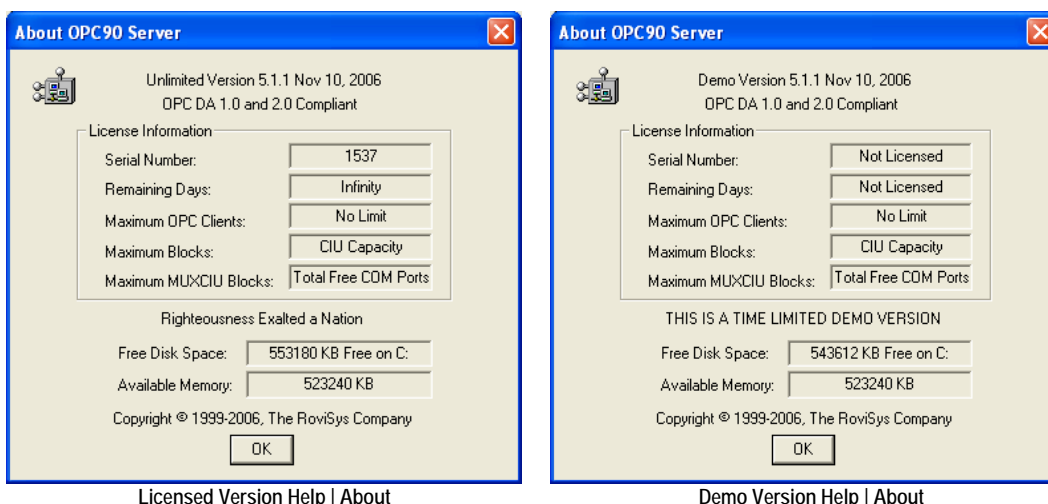 About OPC90 Server
Unlimited Version 5.1.1 Nov 10, 2006
OPC DA 1.0 and 2.0 Compliant
License Information
Serial Number: 1537
Remaining Days: Infinity
Maximum OPC Clients: No Limit
Maximum Blocks: CIU Capacity
Maximum MUXCIU Blocks: Total Free COM Ports
Righteousness Exalted a Nation
Free Disk Space: 553180 KB Free on C:
Available Memory: 523240 KB
Copyright © 1999-2006, The RoviSys Company
OK
Licensed Version Help | About
About OPC90 Server
Demo Version 5.1.1 Nov 10, 2006
OPC DA 1.0 and 2.0 Compliant
License Information
Serial Number: Not Licensed
Remaining Days: Not Licensed
Maximum OPC Clients: No Limit
Maximum Blocks: CIU Capacity
Maximum MUXCIU Blocks: Total Free COM Ports
THIS IS A TIME LIMITED DEMO VERSION
Free Disk Space: 543612 KB Free on C:
Available Memory: 523240 KB
Copyright © 1999-2006, The RoviSys Company
OK
Demo Version Help | About